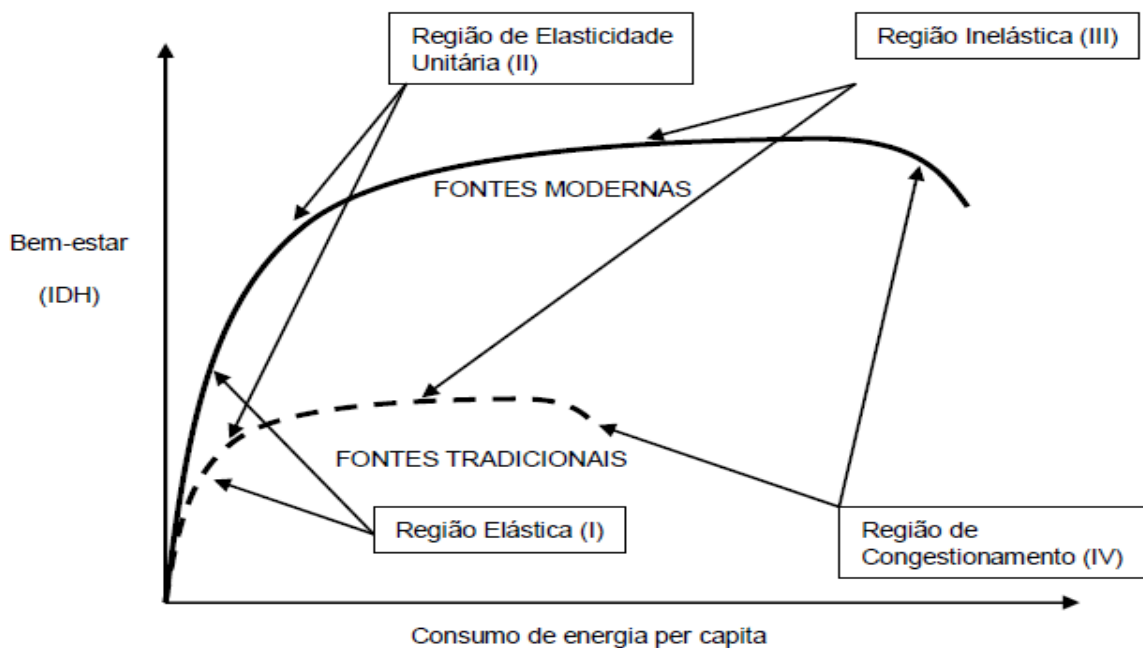 Região de Elasticidade
Unitária (II)
Região Inelástica (III)
FONTES MODERNAS
Bem-estar
(IDH)
FONTES TRADICIONAIS
Região Elástica (I)
Região de
Congestionamento (IV)
Consumo de energia per capita